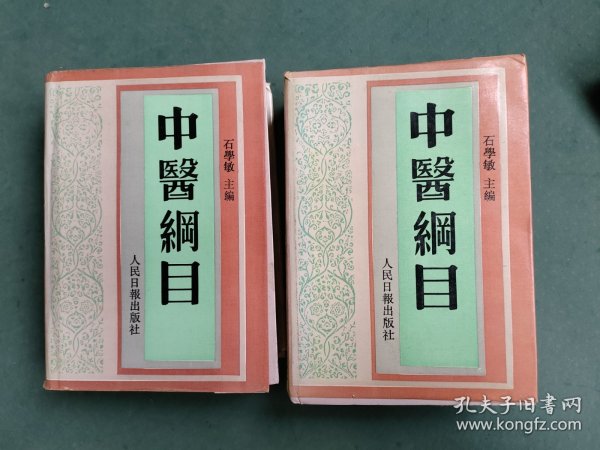 中醫綱目
石學敏 主編
人民日報出版社
中醫綱目
石學敏 主編
人民日報出版社
孔夫子旧书网
www.kongfz.com